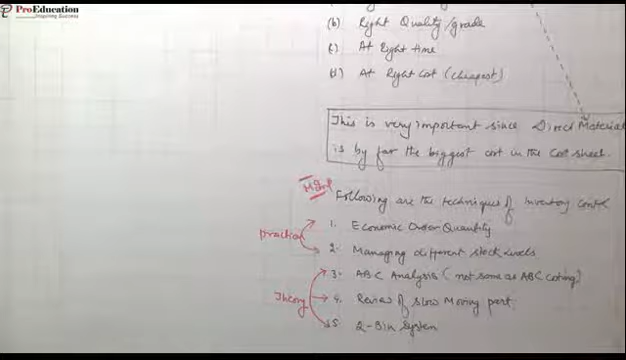 ProEducation
Inspiring Success
(b) Right Quality/grade
(c) At Right time
(d) At Right Cost (cheapest)
This is very important since Direct Material
is by far the biggest cost in the Cost sheet.
Following are the techniques of Inventory Control
Practical
1. Economic Order Quantity
2. Managing different Stock Levels
3. ABC Analysis (not same as ABC Costing)
Theory
4. Review of Slow Moving part
5. 2-Bin System